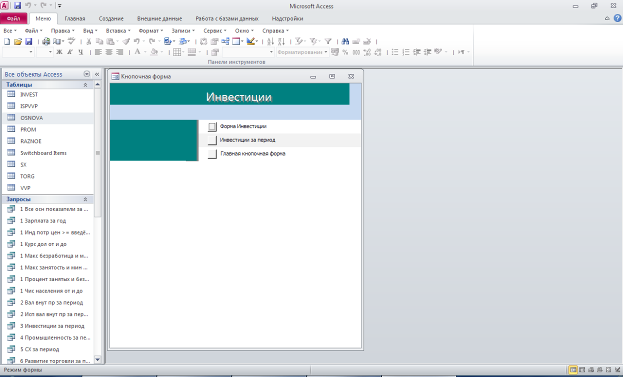 Microsoft Access
Файл Меню Главная Создание Внешние данные Работа с базами данных Надстройки
Все Файл Правка Вид Вставка Формат Записи Сервис Окно Справка
Ж К Ч Форматирование
Панели инструментов
Все объекты Access
Таблицы
INVEST
ISPVVP
OSNOVA
PROM
RAZNOE
Switchboard Items
SX
TORG
VVP
Запросы
1 Все осн показатели за ...
1 Зарплата за год
1 Инд потр цен >= введе...
1 Курс дол от и до
1 Макс безработица и м...
1 Макс занятость и мин ...
1 Процент занятых и без...
1 Чис населения от и до
2 Вал внут пр за период
2 Исп вал внут пр за пер...
3 Инвестиции за период
4 Промышленность за пе...
5 СХ за период
6 Развитие торговли за п...
Кнопочная форма
Инвестиции
Форма Инвестиции
Инвестиции за период
Главная кнопочная форма
Режим формы